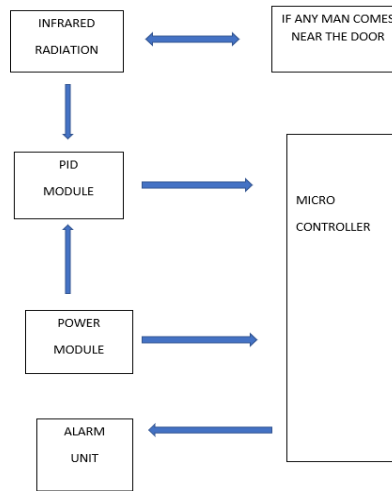 INFRARED
RADIATION
IF ANY MAN COMES
NEAR THE DOOR
PID
MODULE
MICRO
CONTROLLER
POWER
MODULE
ALARM
UNIT